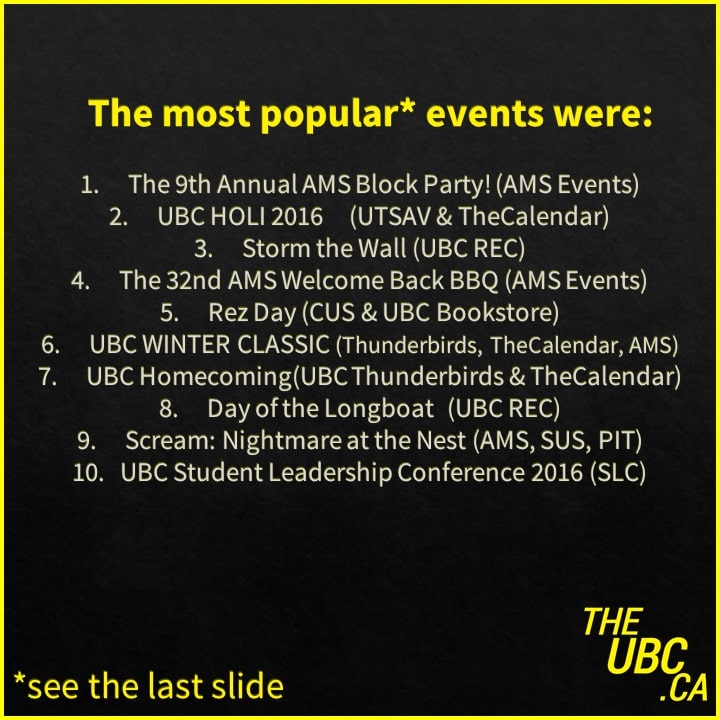 The most popular* events were:
1. The 9th Annual AMS Block Party! (AMS Events)
2. UBC HOLI 2016 (UTSAV & TheCalendar)
3. Storm the Wall (UBC REC)
4. The 32nd AMS Welcome Back BBQ (AMS Events)
5. Rez Day (CUS & UBC Bookstore)
6. UBC WINTER CLASSIC (Thunderbirds, TheCalendar, AMS)
7. UBC Homecoming(UBC Thunderbirds & TheCalendar)
8. Day of the Longboat (UBC REC)
9. Scream: Nightmare at the Nest (AMS, SUS, PIT)
10. UBC Student Leadership Conference 2016 (SLC)
*see the last slide
THE
UBC
.CA